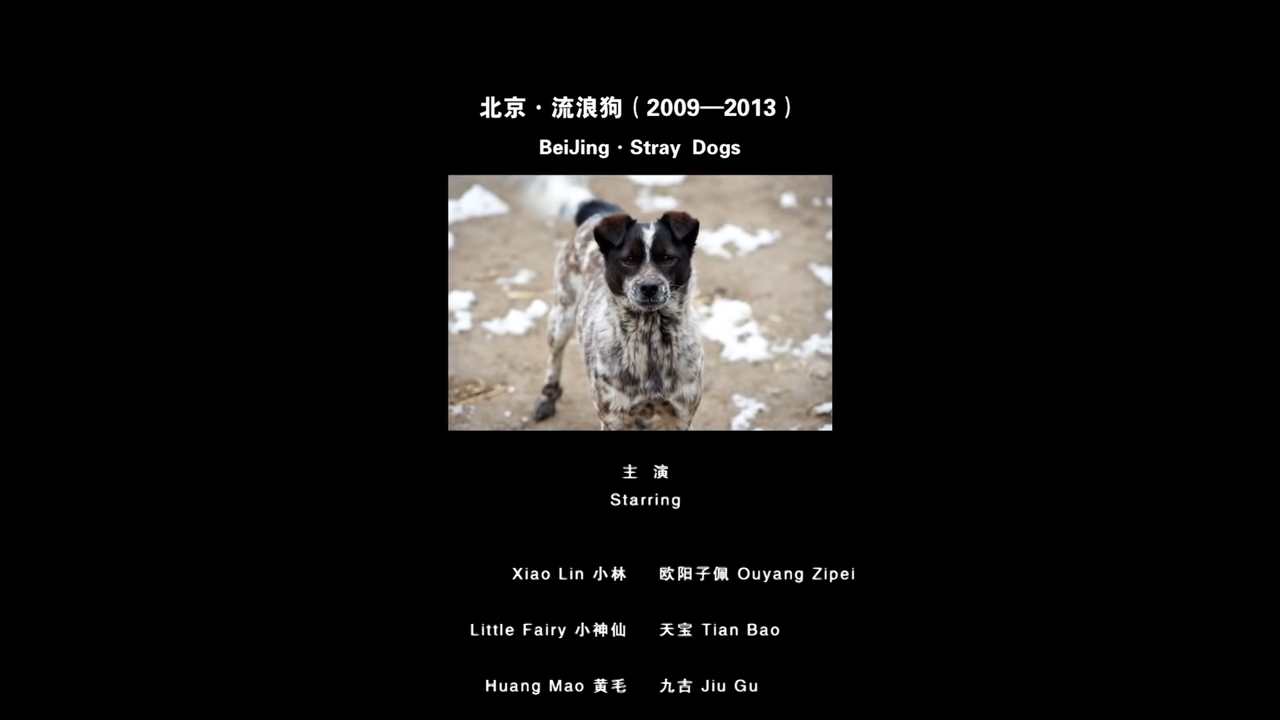 北京·流浪狗（2009—2013）
BeiJing · Stray Dogs
主 演
Starring
Xiao Lin 小林 欧阳子佩 Ouyang Zipei
Little Fairy 小神仙 天宝 Tian Bao
Huang Mao 黄毛 九古 Jiu Gu